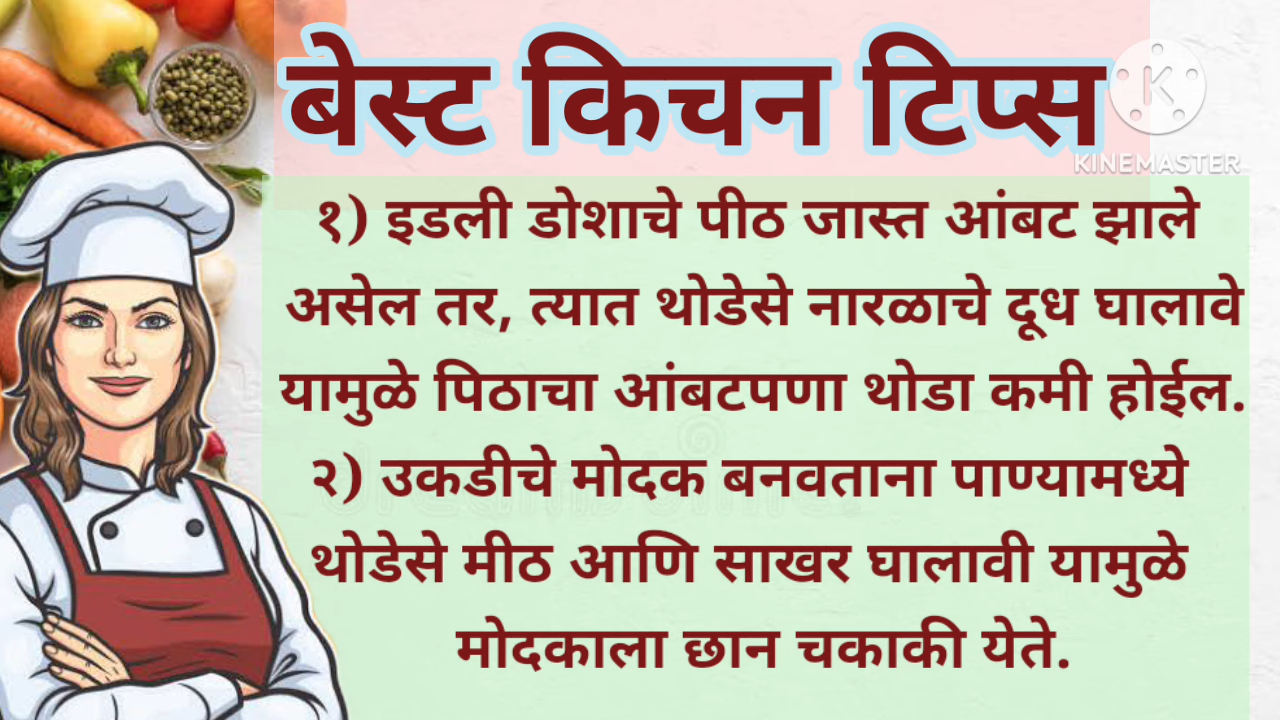 बेस्ट किचन टिप्स
KINEMASTER
१) इडली डोशाचे पीठ जास्त आंबट झाले
असेल तर, त्यात थोडेसे नारळाचे दूध घालावे
यामुळे पिठाचा आंबटपणा थोडा कमी होईल.
२) उकडीचे मोदक बनवताना पाण्यामध्ये
थोडेसे मीठ आणि साखर घालावी यामुळे
मोदकाला छान चकाकी येते.